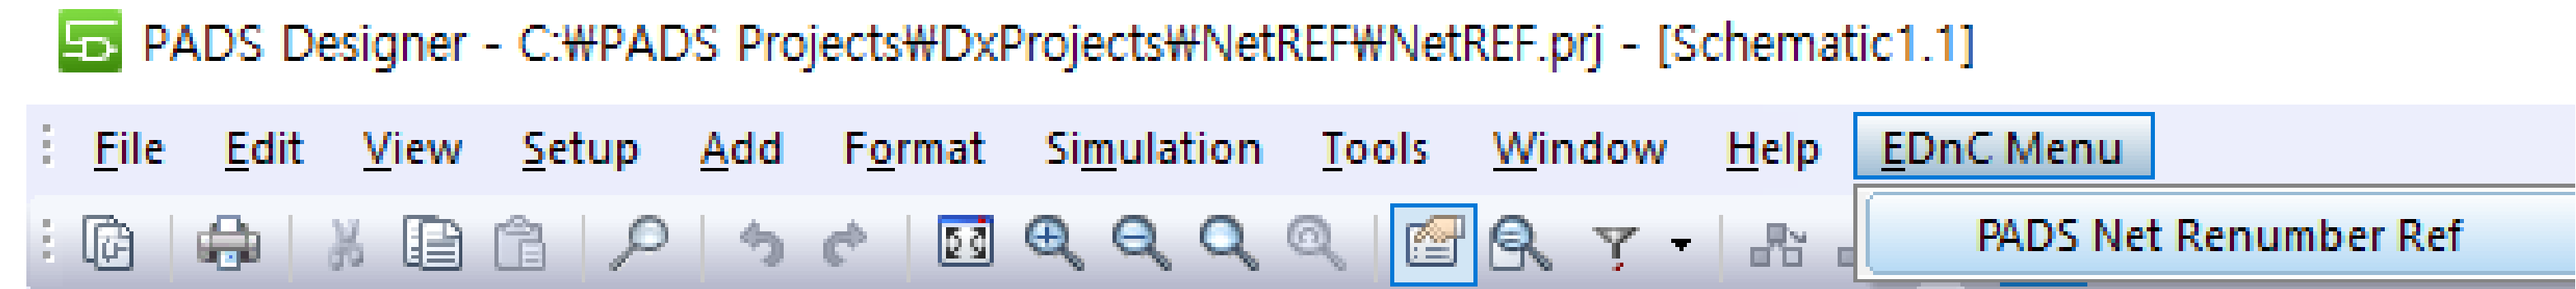 PADS Designer - C:₩PADS Projects₩DxProjects₩NetREF₩NetREF.prj - [Schematic1.1]
File Edit View Setup Add Format Simulation Tools Window Help EDnC Menu
PADS Net Renumber Ref